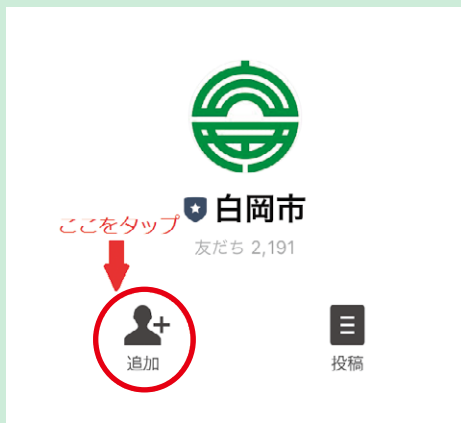 白岡市
ここをタップ
友だち 2,191
追加
投稿